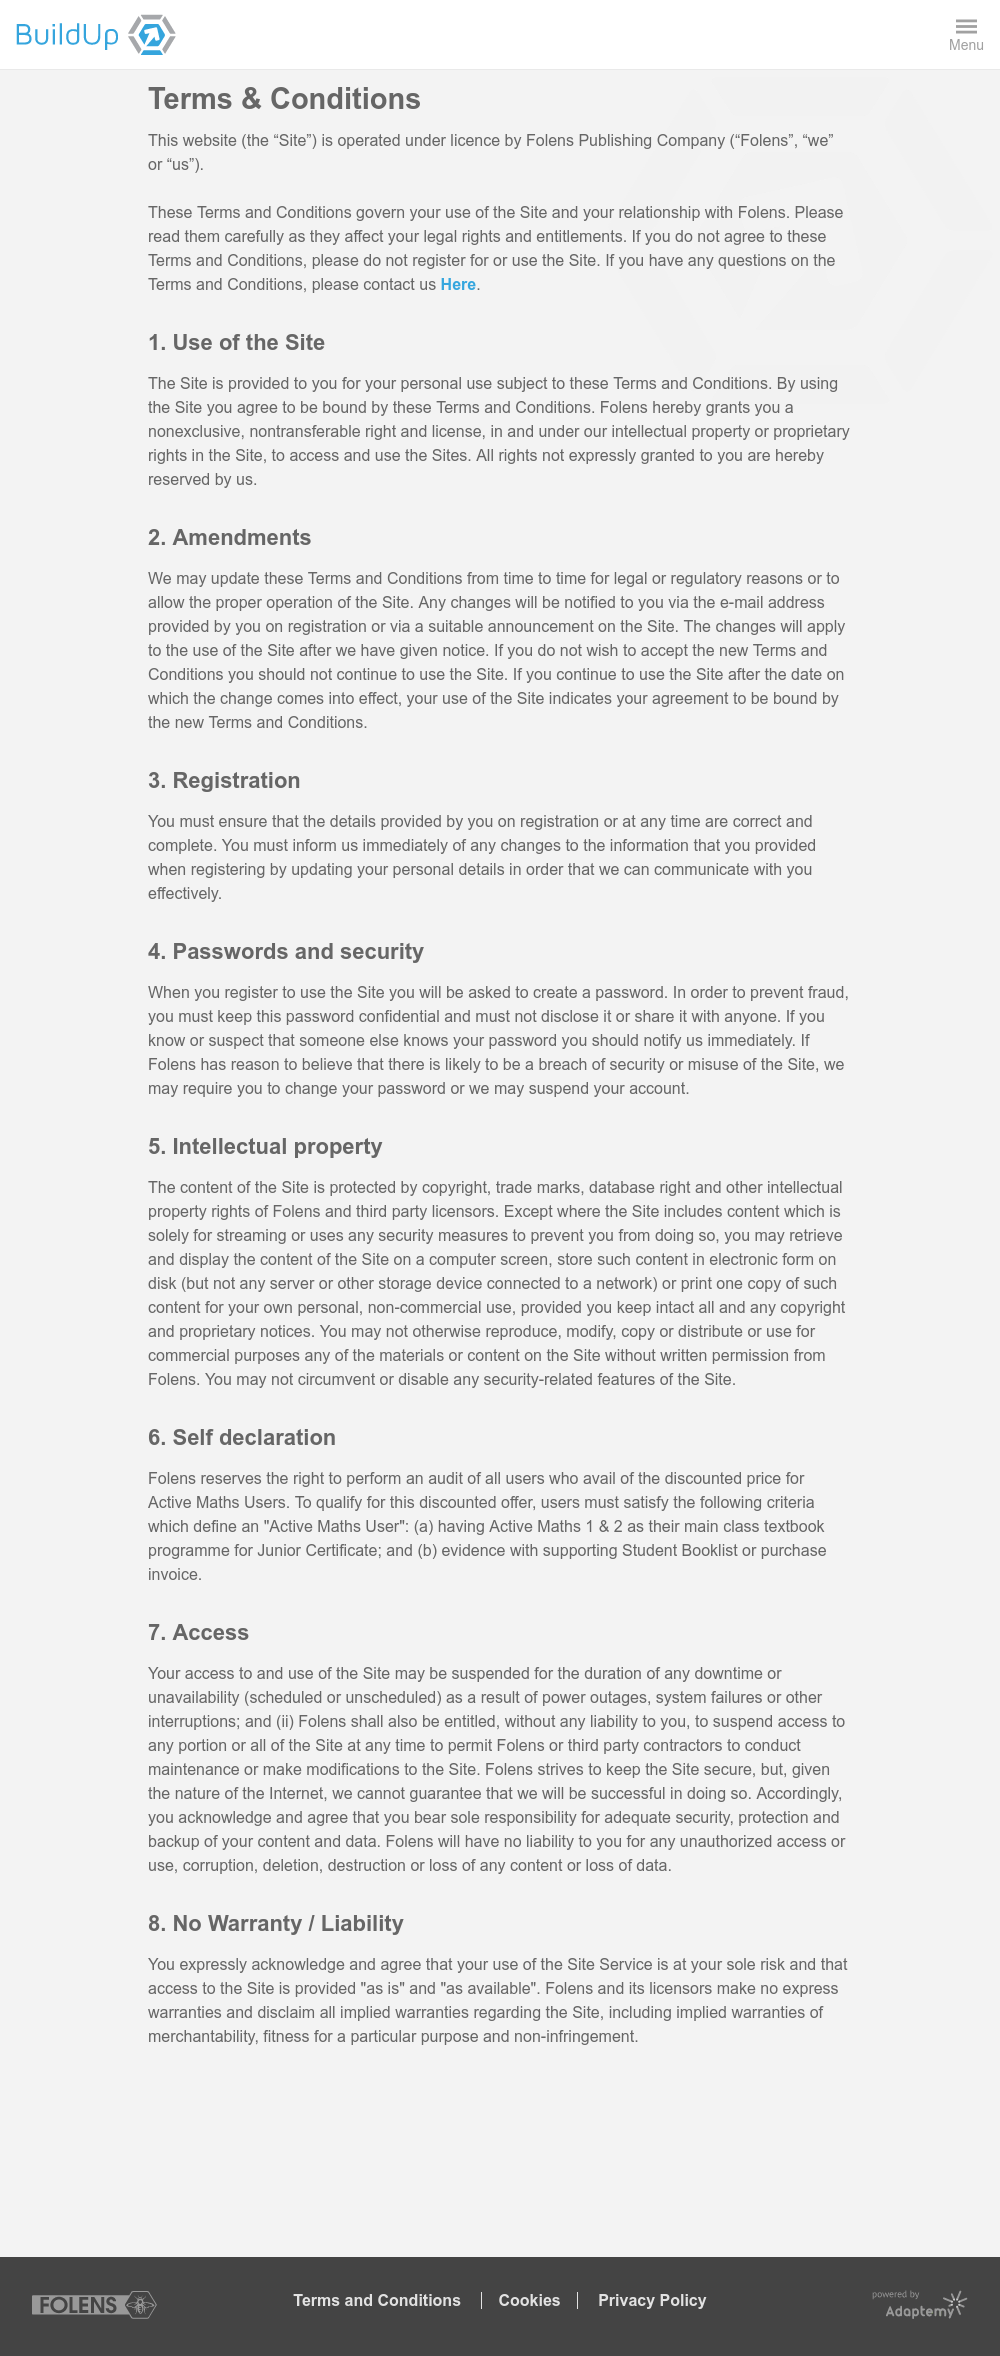 BuildUp
Menu
Terms & Conditions
This website (the “Site”) is operated under licence by Folens Publishing Company (“Folens”, “we”
or “us”).
These Terms and Conditions govern your use of the Site and your relationship with Folens. Please
read them carefully as they affect your legal rights and entitlements. If you do not agree to these
Terms and Conditions, please do not register for or use the Site. If you have any questions on the
Terms and Conditions, please contact us Here.
1. Use of the Site
The Site is provided to you for your personal use subject to these Terms and Conditions. By using
the Site you agree to be bound by these Terms and Conditions. Folens hereby grants you a
nonexclusive, nontransferable right and license, in and under our intellectual property or proprietary
rights in the Site, to access and use the Sites. All rights not expressly granted to you are hereby
reserved by us.
2. Amendments
We may update these Terms and Conditions from time to time for legal or regulatory reasons or to
allow the proper operation of the Site. Any changes will be notified to you via the e-mail address
provided by you on registration or via a suitable announcement on the Site. The changes will apply
to the use of the Site after we have given notice. If you do not wish to accept the new Terms and
Conditions you should not continue to use the Site. If you continue to use the Site after the date on
which the change comes into effect, your use of the Site indicates your agreement to be bound by
the new Terms and Conditions.
3. Registration
You must ensure that the details provided by you on registration or at any time are correct and
complete. You must inform us immediately of any changes to the information that you provided
when registering by updating your personal details in order that we can communicate with you
effectively.
4. Passwords and security
When you register to use the Site you will be asked to create a password. In order to prevent fraud,
you must keep this password confidential and must not disclose it or share it with anyone. If you
know or suspect that someone else knows your password you should notify us immediately. If
Folens has reason to believe that there is likely to be a breach of security or misuse of the Site, we
may require you to change your password or we may suspend your account.
5. Intellectual property
The content of the Site is protected by copyright, trade marks, database right and other intellectual
property rights of Folens and third party licensors. Except where the Site includes content which is
solely for streaming or uses any security measures to prevent you from doing so, you may retrieve
and display the content of the Site on a computer screen, store such content in electronic form on
disk (but not any server or other storage device connected to a network) or print one copy of such
content for your own personal, non-commercial use, provided you keep intact all and any copyright
and proprietary notices. You may not otherwise reproduce, modify, copy or distribute or use for
commercial purposes any of the materials or content on the Site without written permission from
Folens. You may not circumvent or disable any security-related features of the Site.
6. Self declaration
Folens reserves the right to perform an audit of all users who avail of the discounted price for
Active Maths Users. To qualify for this discounted offer, users must satisfy the following criteria
which define an "Active Maths User": (a) having Active Maths 1 & 2 as their main class textbook
programme for Junior Certificate; and (b) evidence with supporting Student Booklist or purchase
invoice.
7. Access
Your access to and use of the Site may be suspended for the duration of any downtime or
unavailability (scheduled or unscheduled) as a result of power outages, system failures or other
interruptions; and (ii) Folens shall also be entitled, without any liability to you, to suspend access to
any portion or all of the Site at any time to permit Folens or third party contractors to conduct
maintenance or make modifications to the Site. Folens strives to keep the Site secure, but, given
the nature of the Internet, we cannot guarantee that we will be successful in doing so. Accordingly,
you acknowledge and agree that you bear sole responsibility for adequate security, protection and
backup of your content and data. Folens will have no liability to you for any unauthorized access or
use, corruption, deletion, destruction or loss of any content or loss of data.
8. No Warranty / Liability
You expressly acknowledge and agree that your use of the Site Service is at your sole risk and that
access to the Site is provided "as is" and "as available". Folens and its licensors make no express
warranties and disclaim all implied warranties regarding the Site, including implied warranties of
merchantability, fitness for a particular purpose and non-infringement.
FOLENS
Terms and Conditions | Cookies | Privacy Policy
powered by
Adaptemy